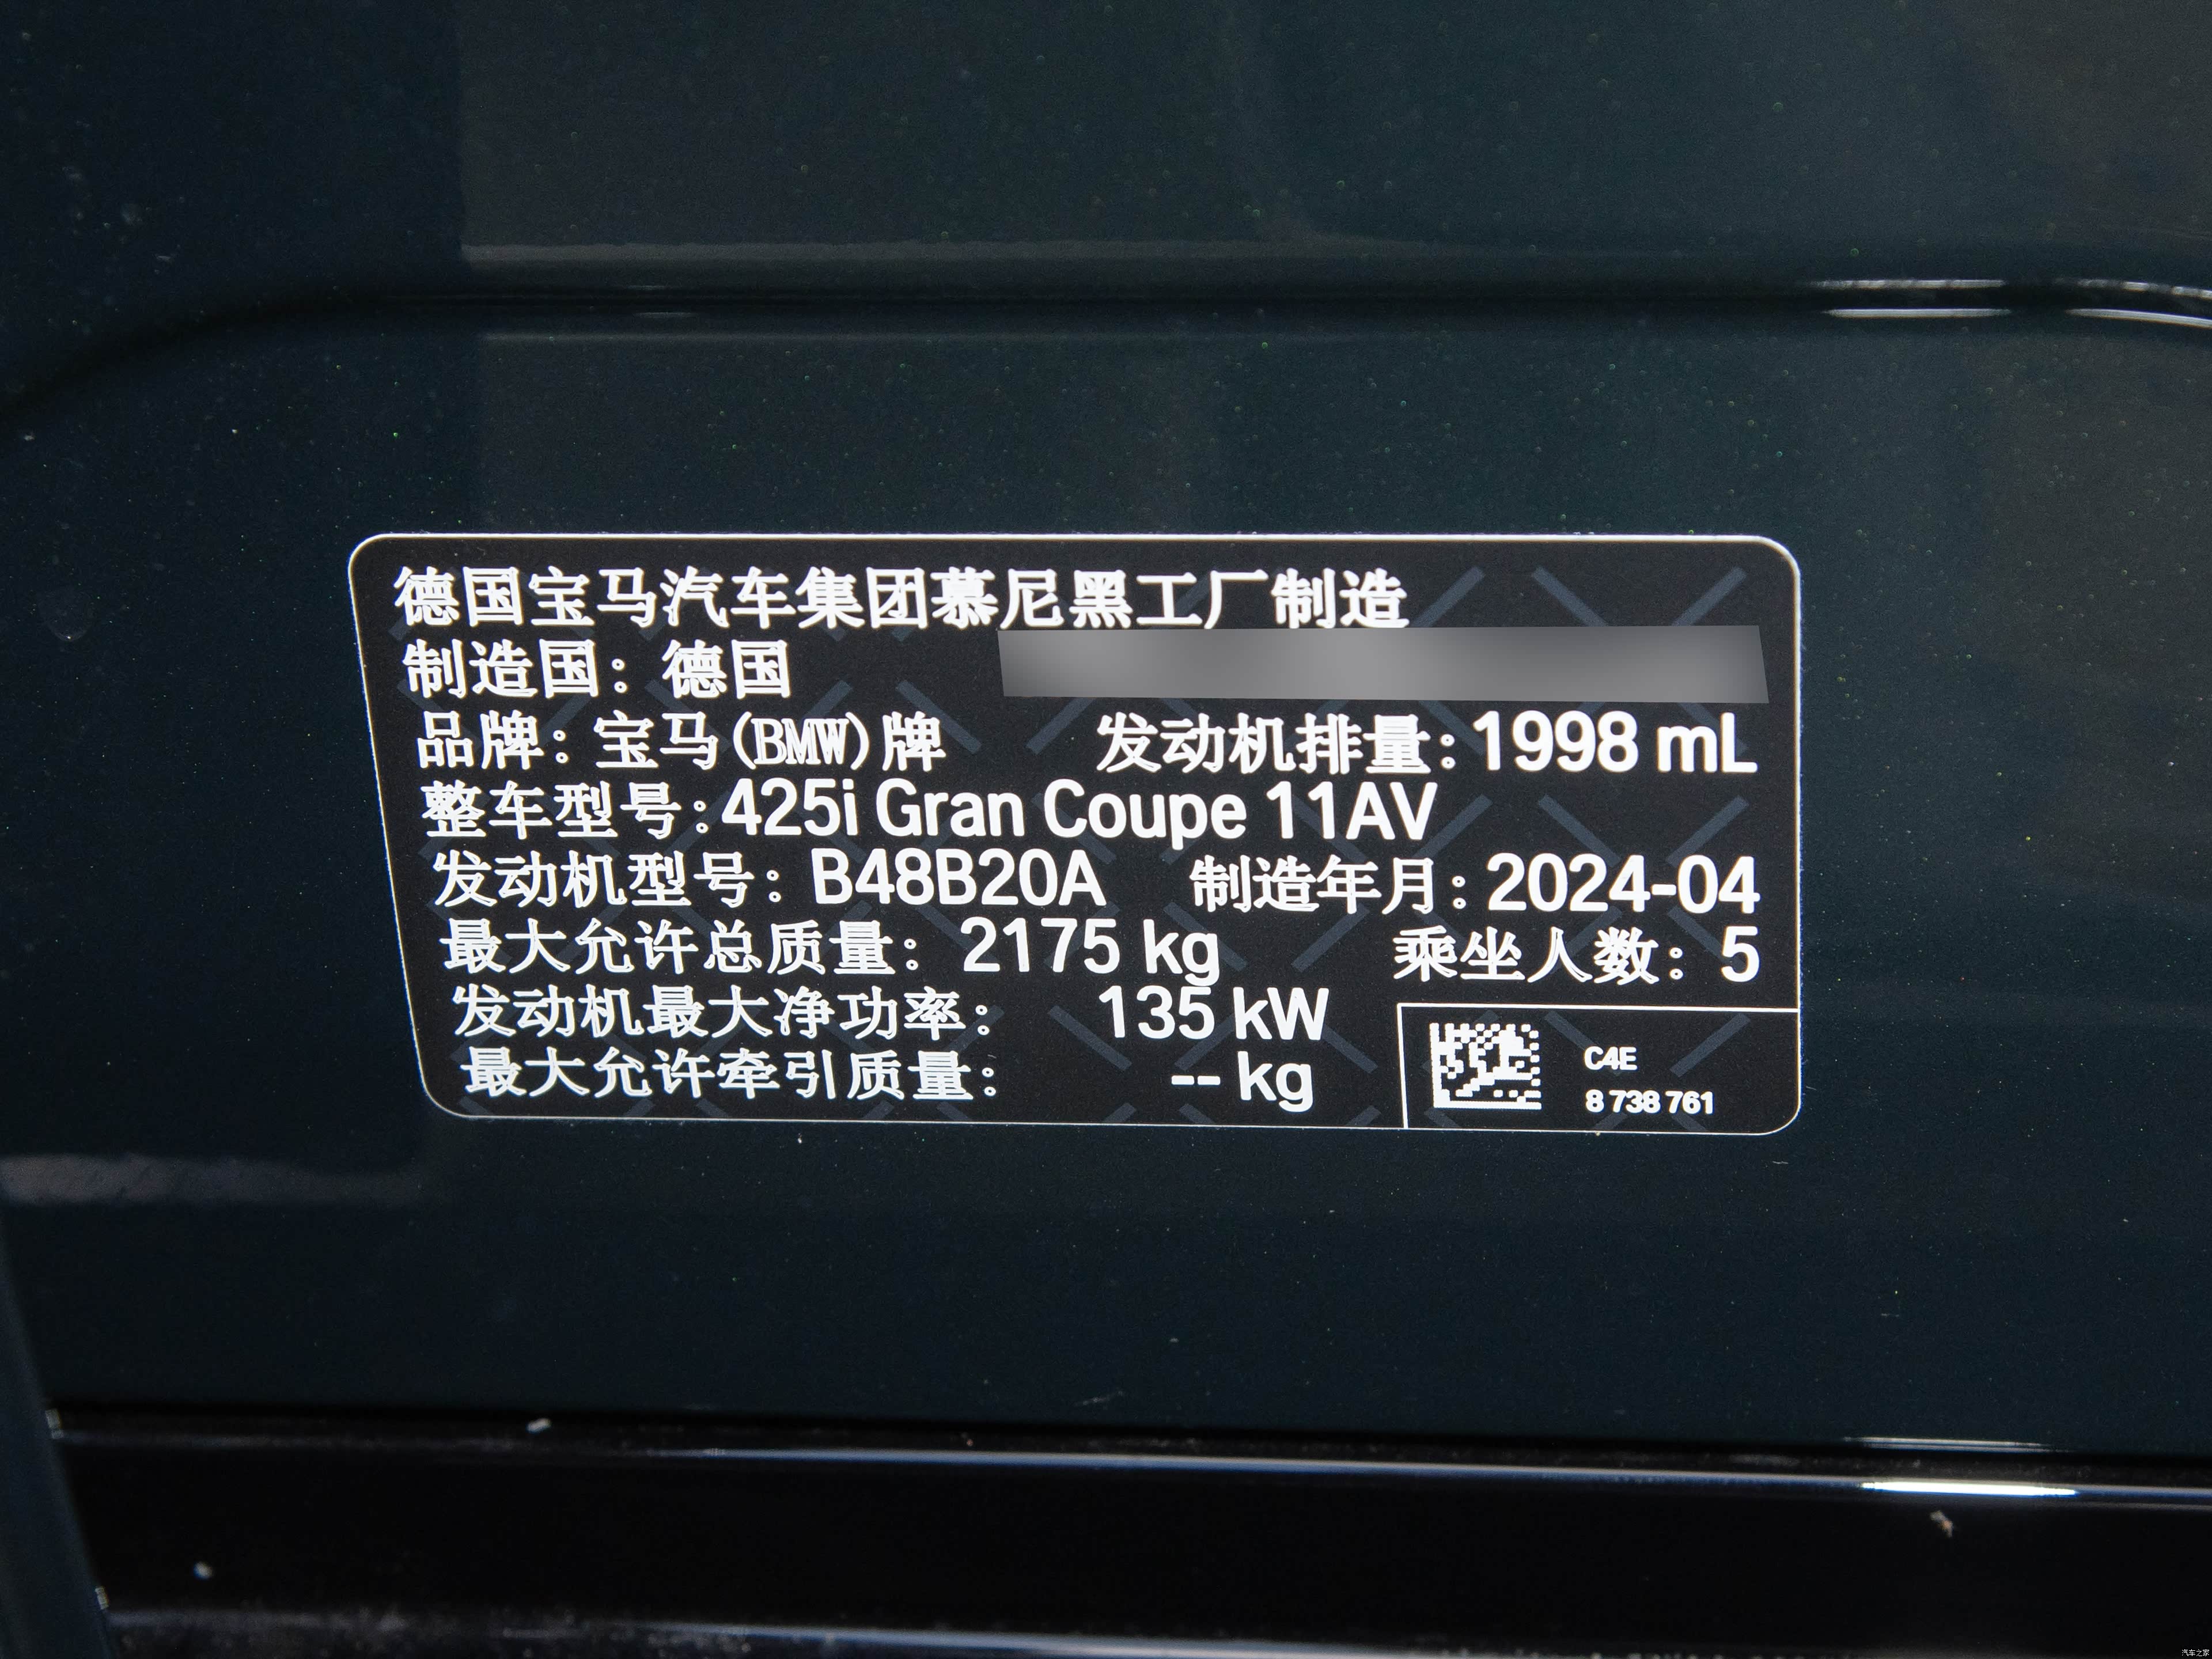 德国宝马汽车集团慕尼黑工厂制造
制造国：德国
品牌：宝马(BMW)牌 发动机排量：1998 mL
整车型号：425i Gran Coupe 11AV
发动机型号：B48B20A 制造年月：2024-04
最大允许总质量：2175 kg 乘坐人数：5
发动机最大净功率：135 kW
最大允许牵引质量：-- kg
C4E
8 738 761
汽车之家